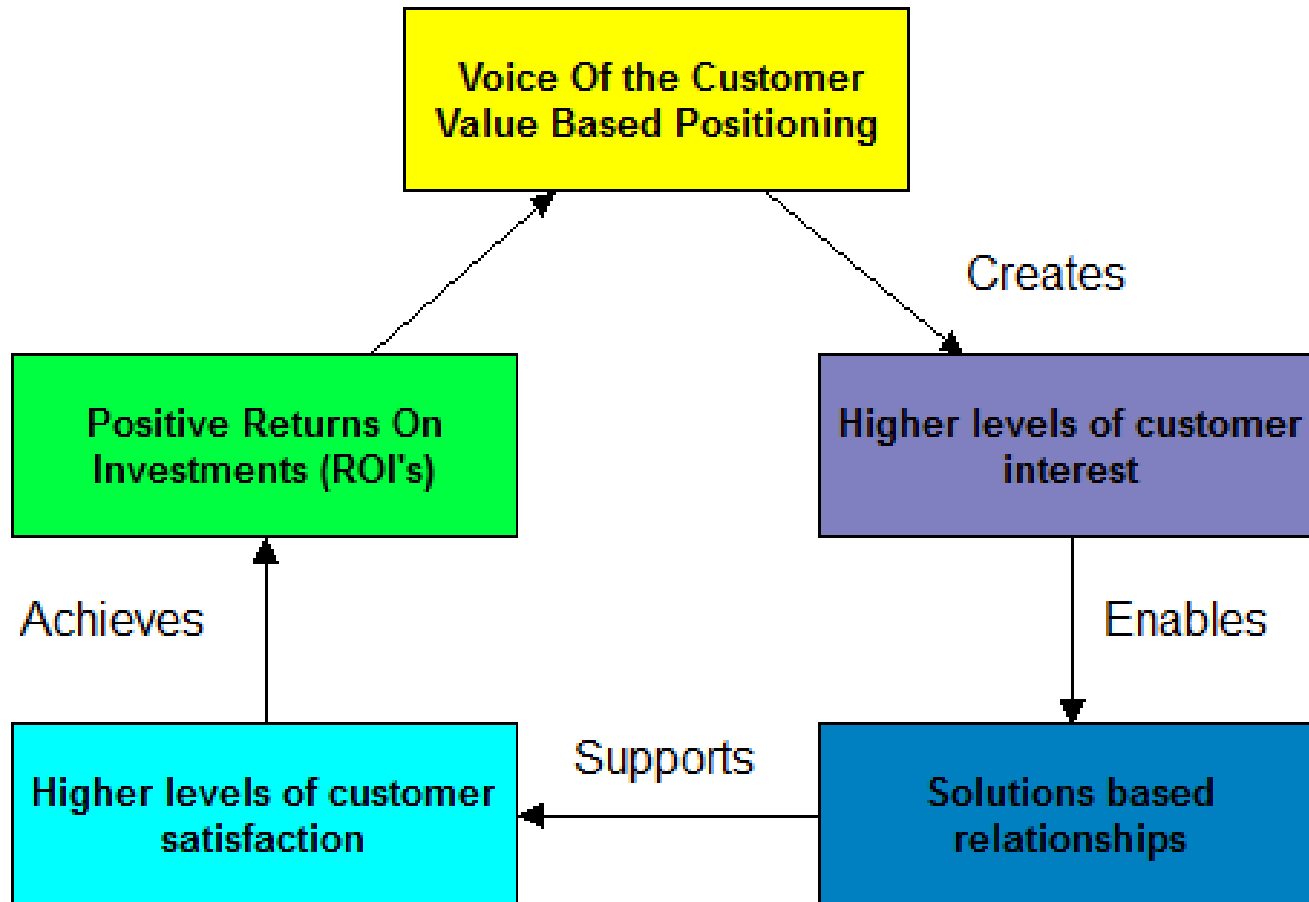 Voice Of the Customer
Value Based Positioning
Creates
Positive Returns On
Investments (ROI's)
Higher levels of customer
interest
Achieves
Enables
Supports
Higher levels of customer
satisfaction
Solutions based
relationships